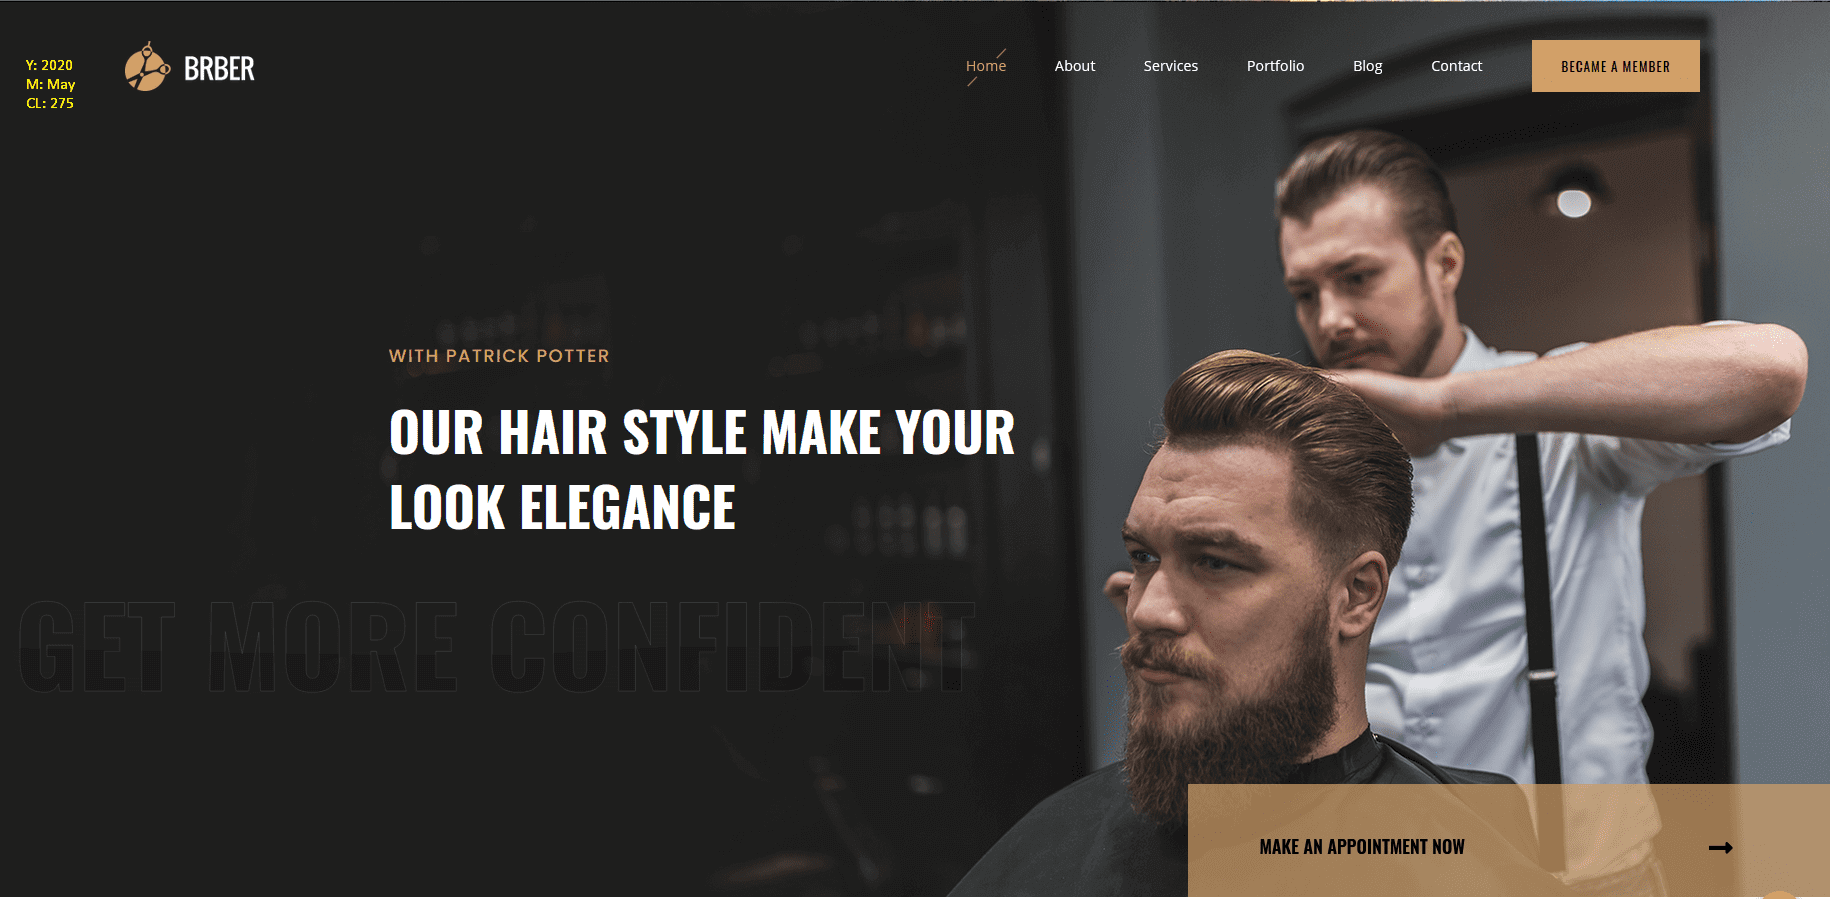 Y: 2020
M: May
CL: 275
BRBER
Home About Services Portfolio Blog Contact
BECAME A MEMBER
WITH PATRICK POTTER
OUR HAIR STYLE MAKE YOUR
LOOK ELEGANCE
GET MORE CONFIDENT
MAKE AN APPOINTMENT NOW